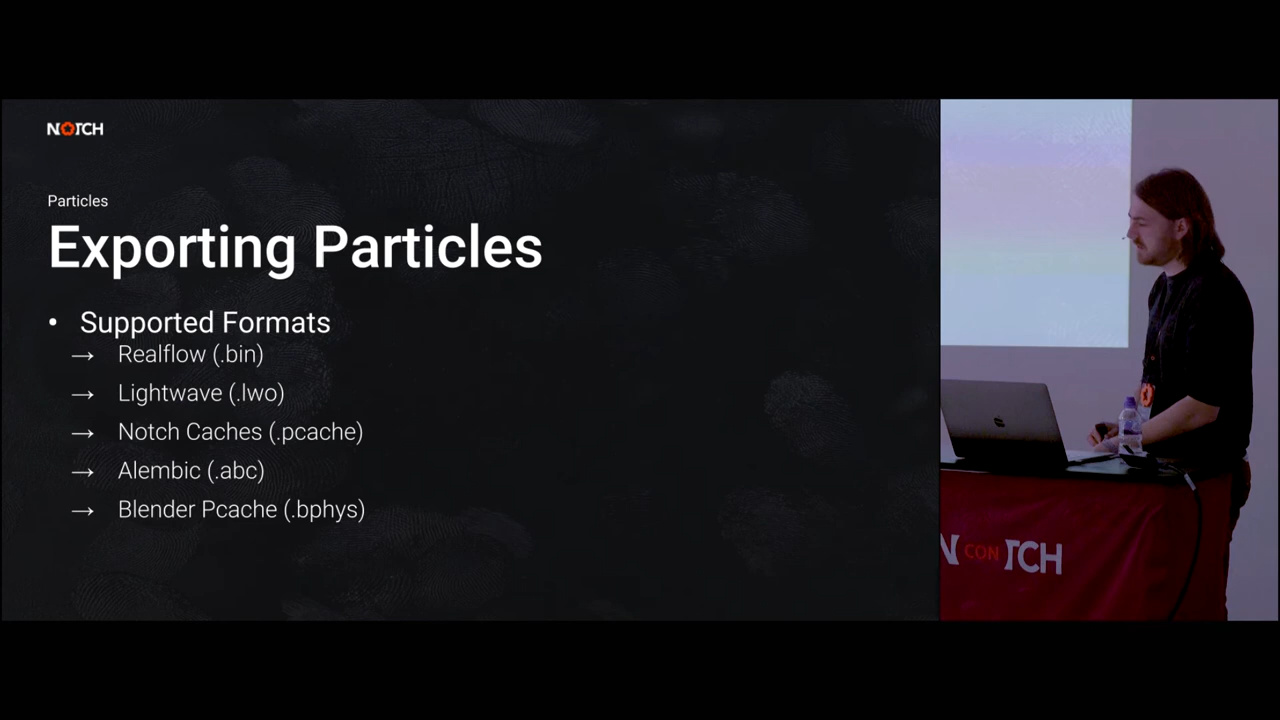 NOTCH
Particles
Exporting Particles
• Supported Formats
→ Realflow (.bin)
→ Lightwave (.lwo)
→ Notch Caches (.pcache)
→ Alembic (.abc)
→ Blender Pcache (.bphys)
N CON TCH